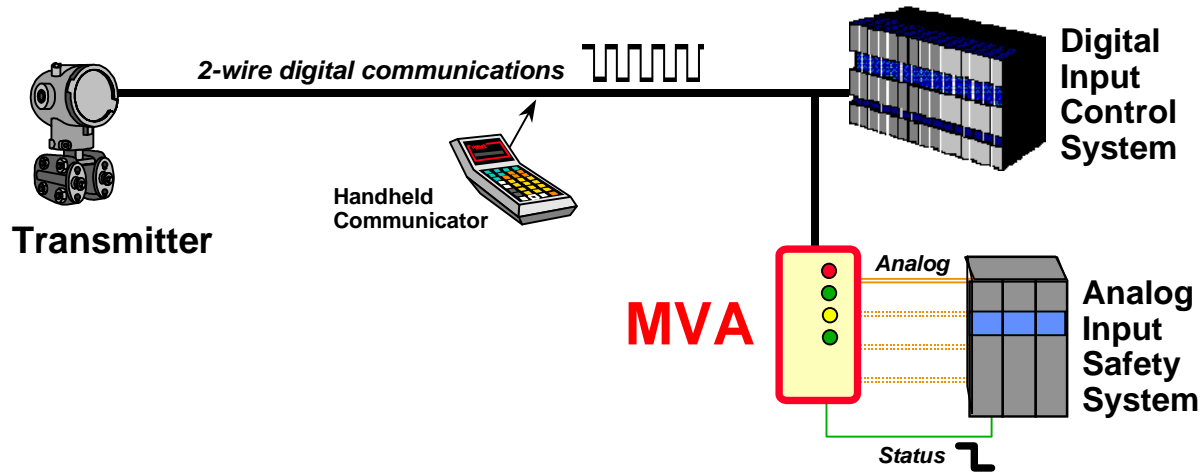 2-wire digital communications
Digital
Input
Control
System
Handheld
Communicator
Transmitter
MVA
Analog
Analog
Input
Safety
System
Status